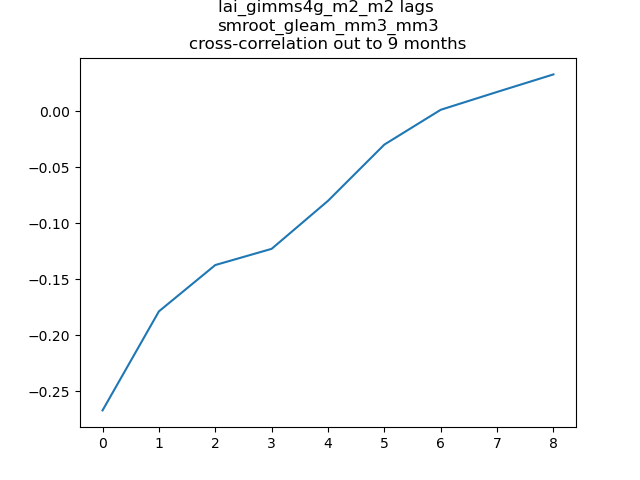 lai_gimms4g_m2_m2 lags
smroot_gleam_mm3_mm3
cross-correlation out to 9 months
0.00
−0.05
−0.10
−0.15
−0.20
−0.25
0 1 2 3 4 5 6 7 8